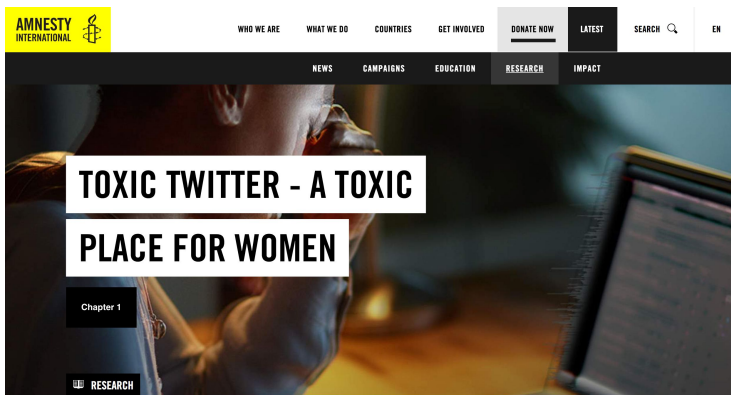 AMNESTY
INTERNATIONAL
WHO WE ARE
WHAT WE DO
COUNTRIES
GET INVOLVED
DONATE NOW
LATEST
SEARCH
EN
NEWS
CAMPAIGNS
EDUCATION
RESEARCH
IMPACT
TOXIC TWITTER - A TOXIC
PLACE FOR WOMEN
Chapter 1
RESEARCH